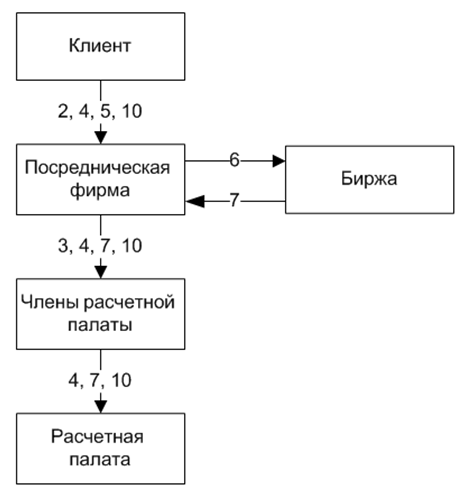 Клиент
2, 4, 5, 10
Посредническая
фирма
6
Биржа
7
3, 4, 7, 10
Члены расчетной
палаты
4, 7, 10
Расчетная
палата